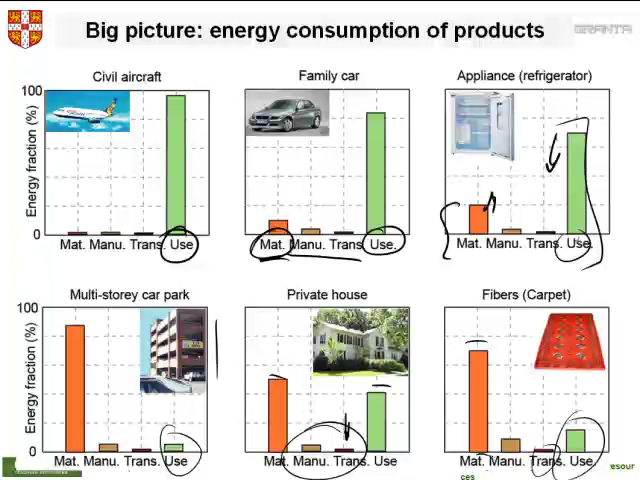 Big picture: energy consumption of products
GRANTA
Civil aircraft
Family car
Appliance (refrigerator)
100
Energy fraction (%)
0
Mat. Manu. Trans. Use
Mat. Manu. Trans. Use.
Mat. Manu. Trans. Use.
Multi-storey car park
Private house
Fibers (Carpet)
100
Energy fraction (%)
0
Mat. Manu. Trans. Use
Mat. Manu. Trans. Use
Mat. Manu. Trans. Use.
resour
ces